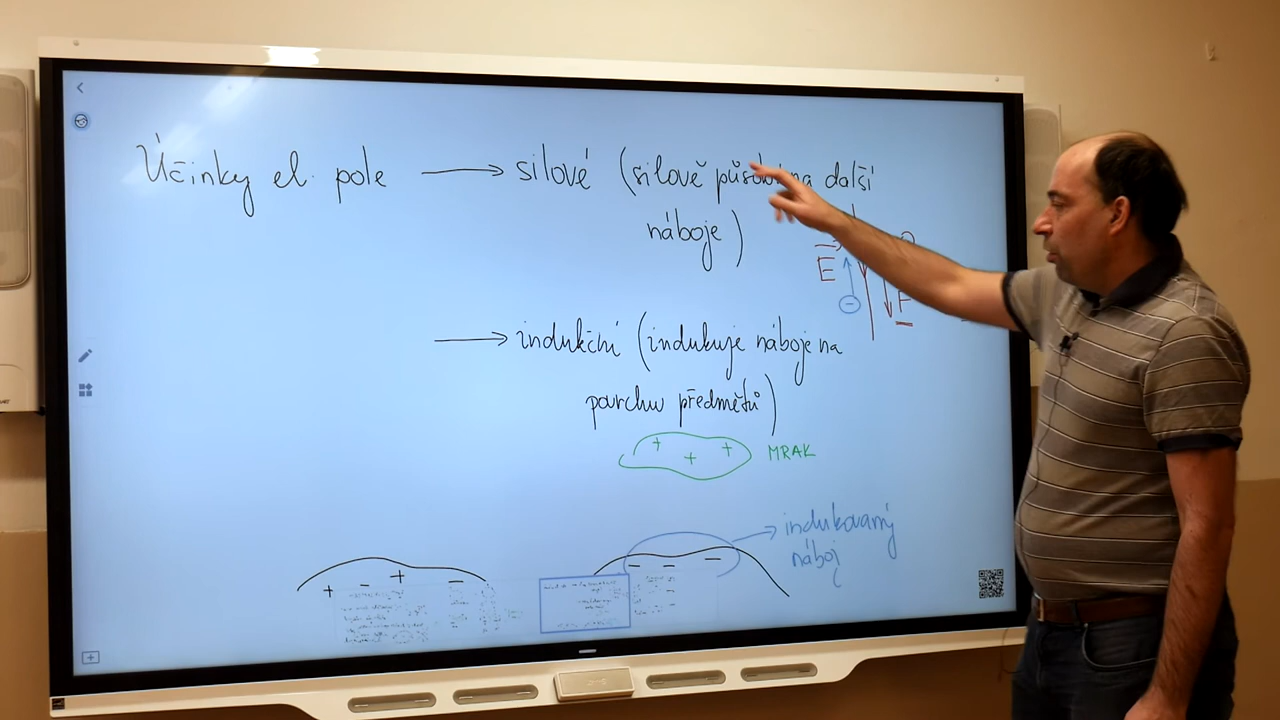 Účinky el. pole → silové (silově působí na další
náboje)
E
F
→ indukční (indukuje náboje na
povrchu předmětů)
+ + + MRAK
→ indukovaný
náboj
+ - + -
- - -